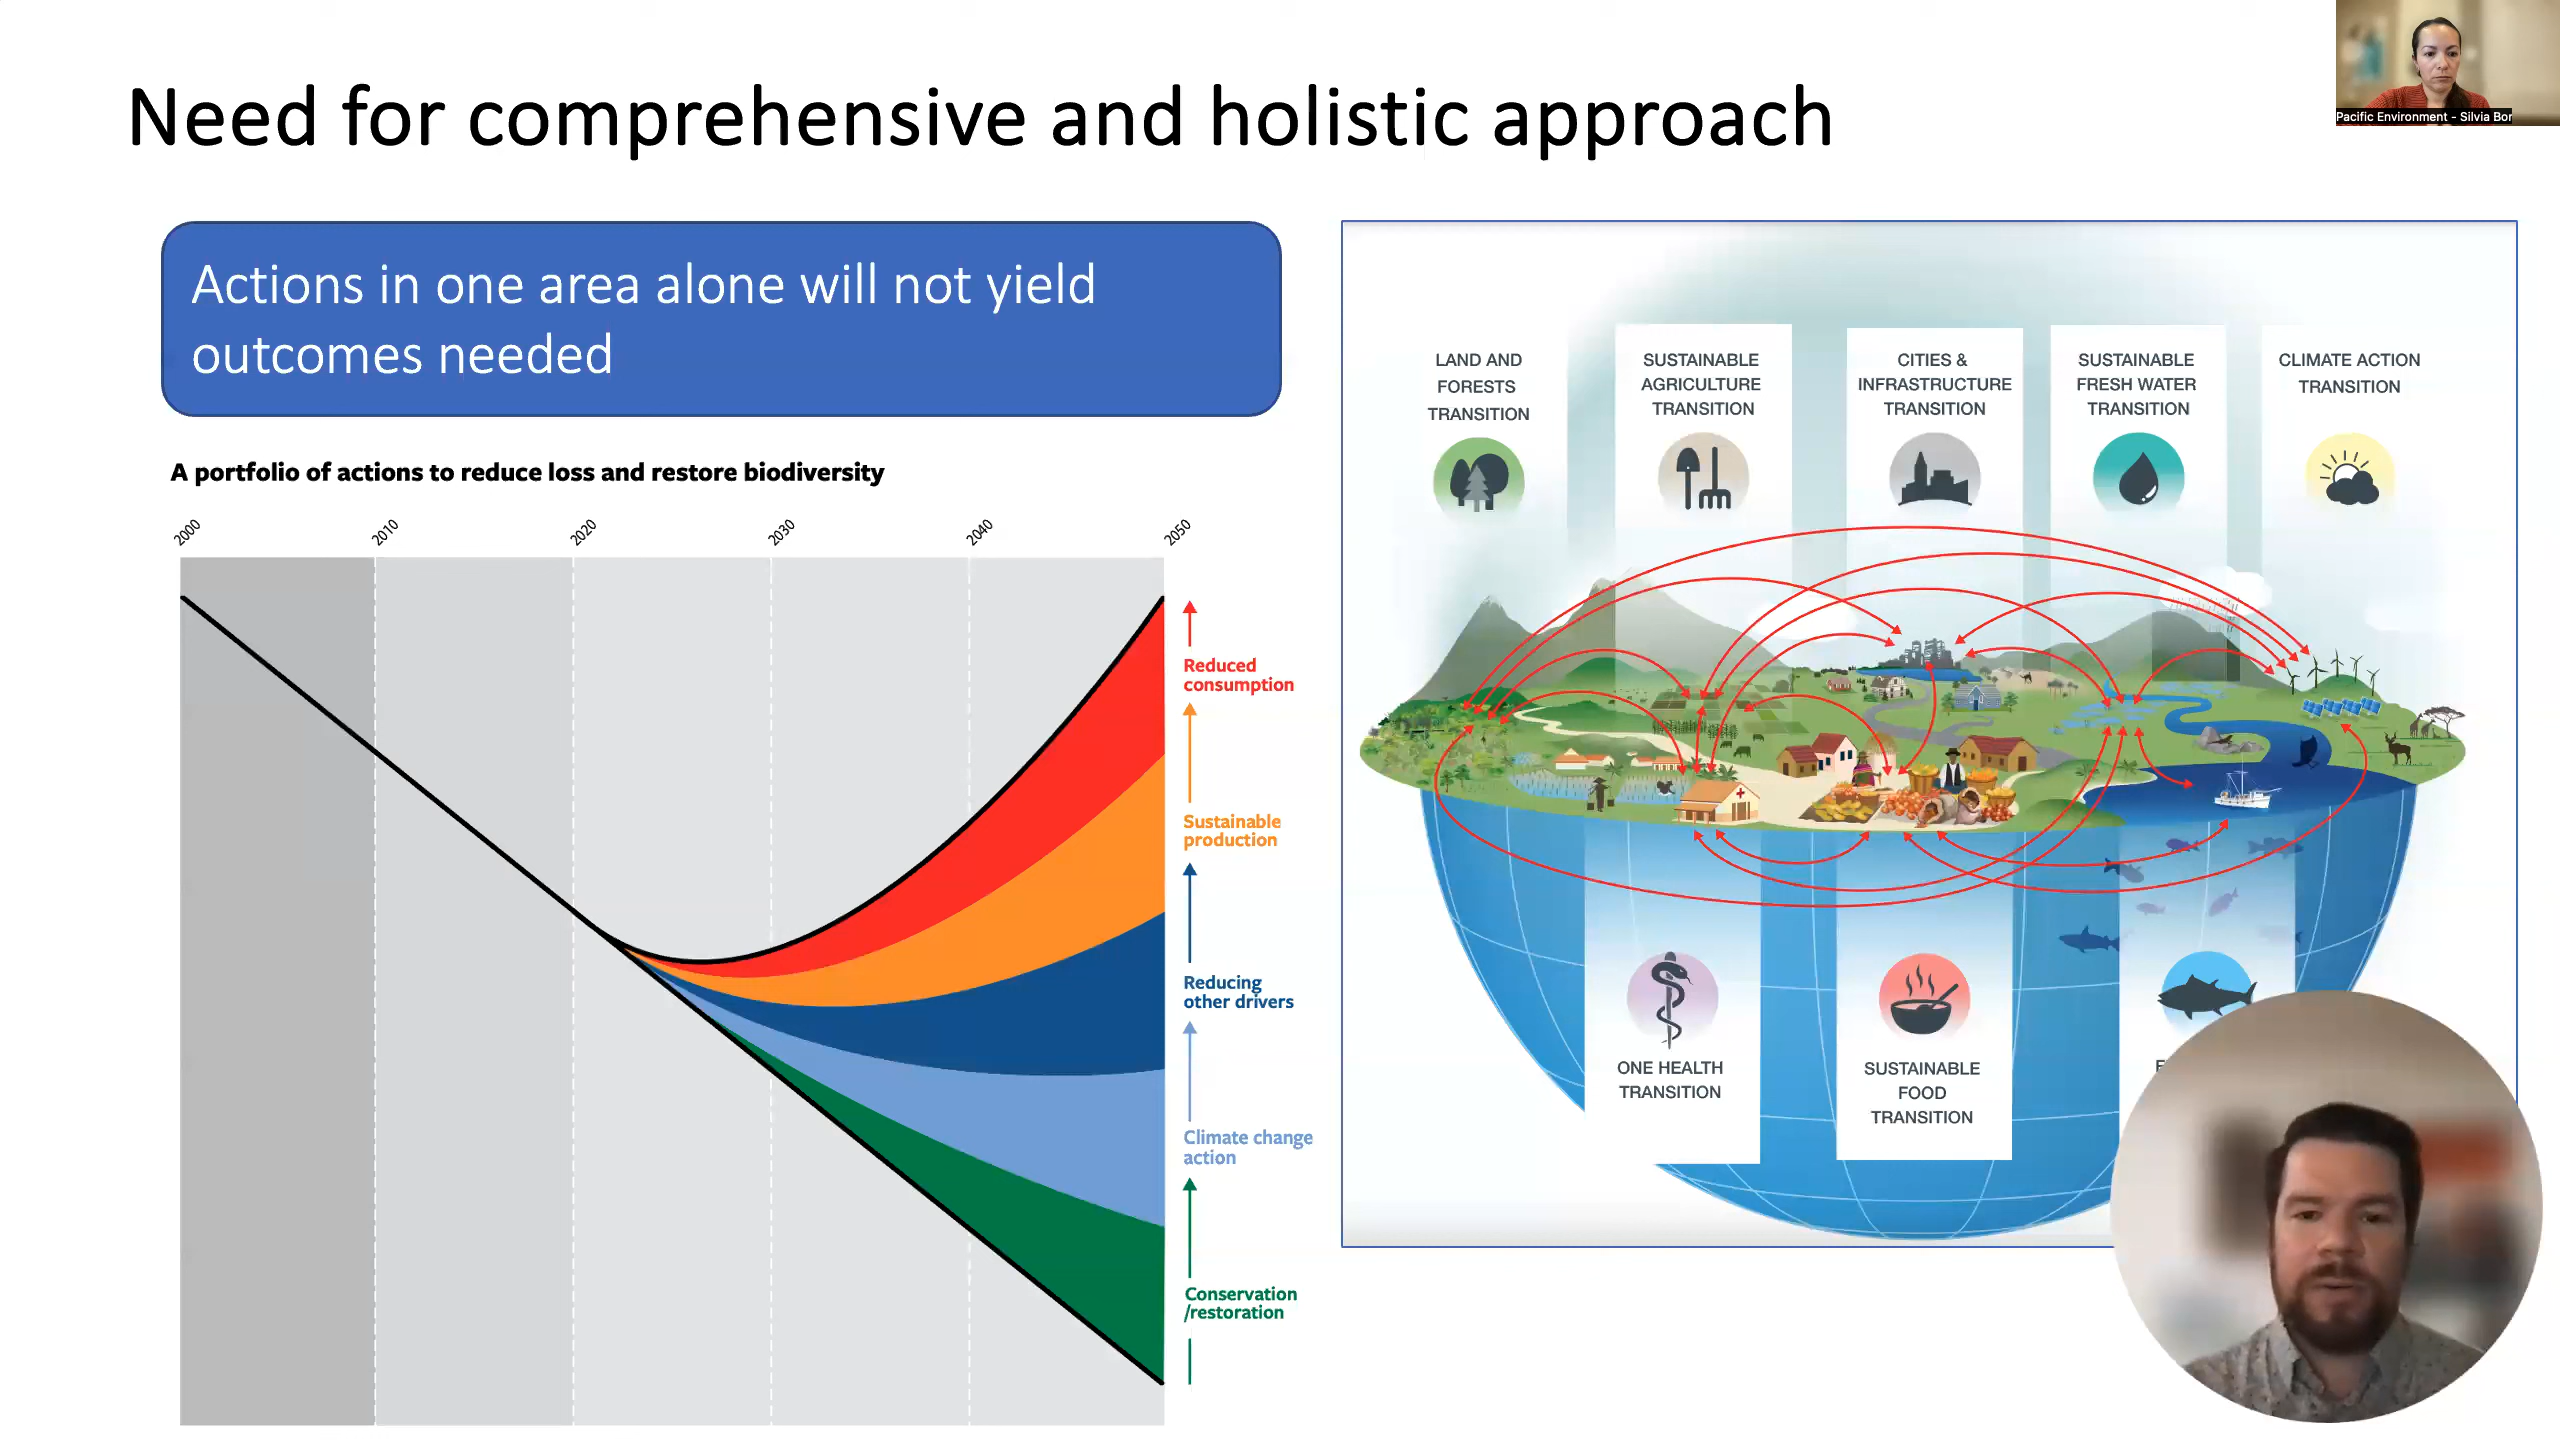 Need for comprehensive and holistic approach
Pacific Environment - Silvia Bor
Actions in one area alone will not yield
outcomes needed
A portfolio of actions to reduce loss and restore biodiversity
2000
2010
2020
2030
2040
2050
Reduced
consumption
Sustainable
production
Reducing
other drivers
Climate change
action
Conservation
/restoration
LAND AND
FORESTS
TRANSITION
SUSTAINABLE
AGRICULTURE
TRANSITION
CITIES &
INFRASTRUCTURE
TRANSITION
SUSTAINABLE
FRESH WATER
TRANSITION
CLIMATE ACTION
TRANSITION
ONE HEALTH
TRANSITION
SUSTAINABLE
FOOD
TRANSITION